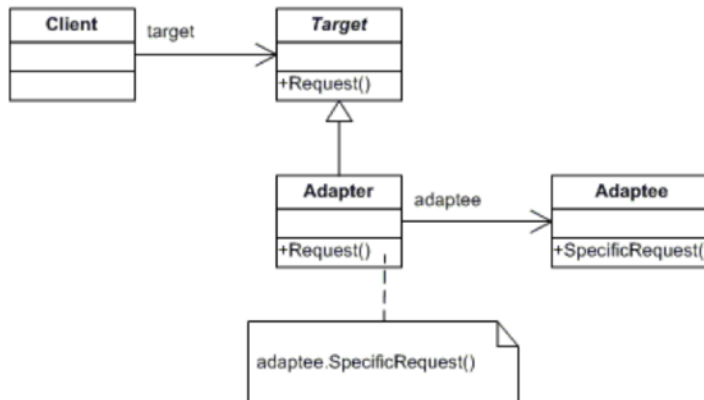 Client
target
Target
+Request()
Adapter
adaptee
Adaptee
+Request()
+SpecificRequest(
adaptee.SpecificRequest()